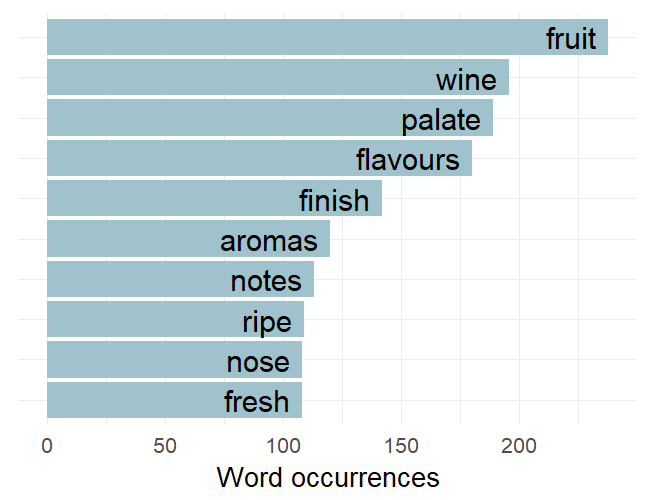 fruit
wine
palate
flavours
finish
aromas
notes
ripe
nose
fresh
0 50 100 150 200
Word occurrences